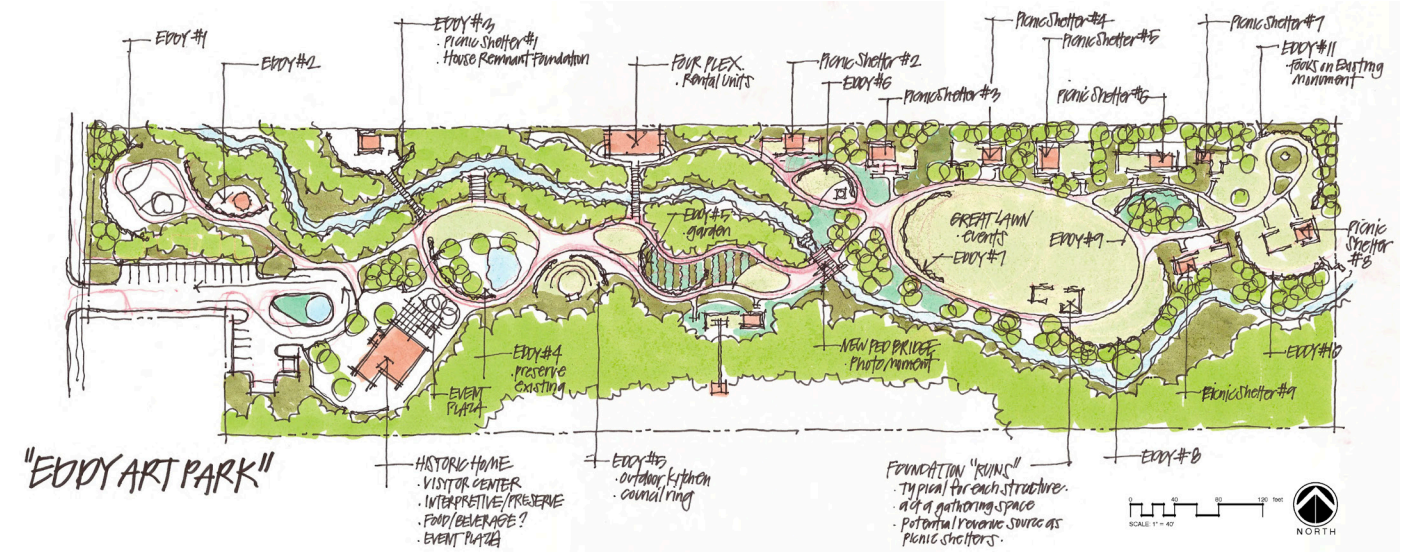 EDDY #1
EDDY #2
EDDY #3
· Picnic Shelter #1
· House Remnant Foundation
FOUR PLEX.
· Rental Units
Picnic Shelter #2
EDDY #6
Picnic Shelter #3
Picnic Shelter #4
Picnic Shelter #5
Picnic Shelter #6
Picnic Shelter #7
EDDY #11
· focus on Existing
monument
EDDY #5
garden
GREAT LAWN
· events
EDDY #7
EDDY #9
Picnic
Shelter
#8
EDDY #4
· preserve
existing
EVENT
PLAZA
NEW PED BRIDGE
· Photo moment
EDDY #10
Picnic Shelter #9
EDDY #8
"EDDY ART PARK"
HISTORIC HOME
· VISITOR CENTER
· INTERPRETIVE/PRESERVE
· FOOD/BEVERAGE?
· EVENT PLAZA
EDDY #5
· outdoor kitchen
· council ring
FOUNDATION "RUINS"
· Typical for each structure.
· act a gathering space
· potential revenue source as
picnic shelters.
0 40 80 120 feet
SCALE: 1" = 40'
NORTH